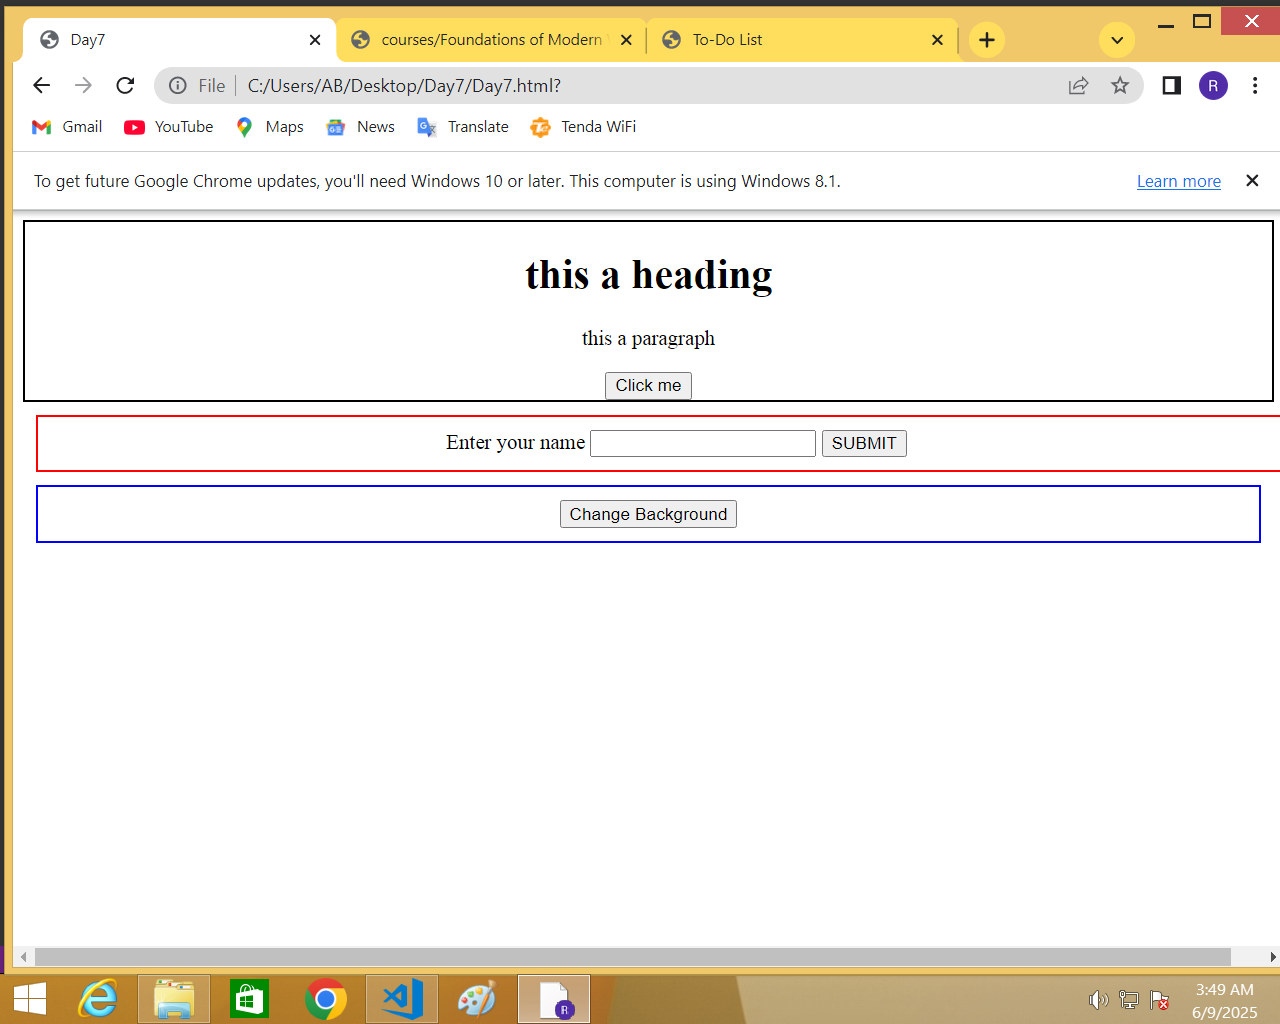 Day7
courses/Foundations of Modern
To-Do List
File
C:/Users/AB/Desktop/Day7/Day7.html?
R
Gmail
YouTube
Maps
News
Translate
Tenda WiFi
To get future Google Chrome updates, you'll need Windows 10 or later. This computer is using Windows 8.1.
Learn more
this a heading
this a paragraph
Click me
Enter your name
SUBMIT
Change Background
R
3:49 AM
6/9/2025